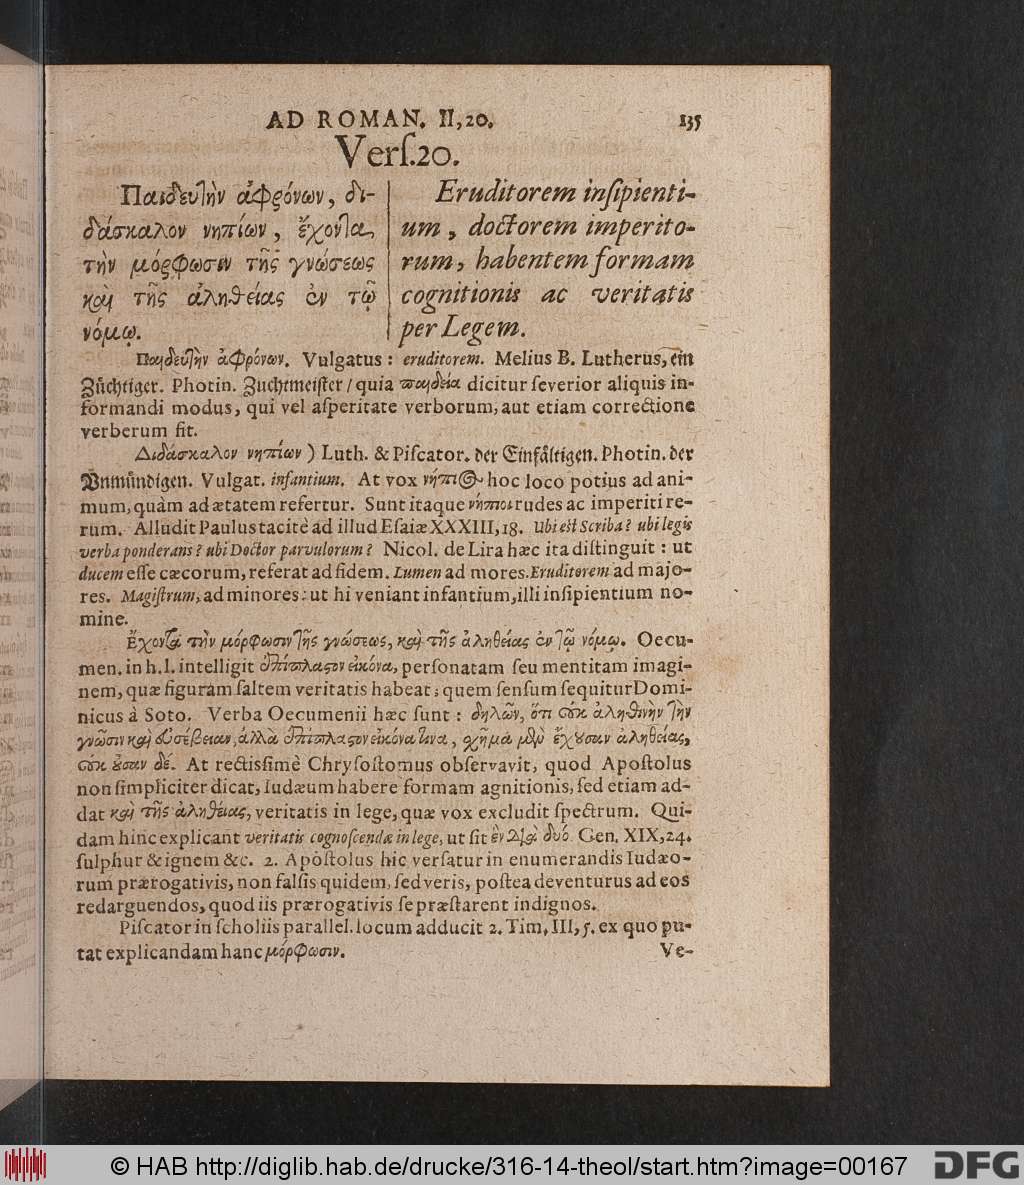 AD ROMAN. II,20. 135
Verſ.20.
Παιδευτὴν ἀφρόνων, δι-
δάσκαλον νηπίων, ἔχοντα
τὴν μόρφωσιν τῆς γνώσεως
καὶ τῆς ἀληθείας ἐν τῷ
νόμῳ.
Eruditorem inſipienti-
um, doctorem imperito-
rum, habentem formam
cognitionis ac veritatis
per Legem.
Παιδευτὴν ἀφρόνων. Vulgatus: eruditorem. Melius B. Lutherus, ein
Zuͤchtiger. Photin. Zuchtmeiſter / quia παιδεία dicitur ſeverior aliquis in-
formandi modus, qui vel aſperitate verborum, aut etiam correctione
verberum fit.
Διδάσκαλον νηπίων) Luth. & Piſcator. der Einfaͤltigen. Photin. der
Vnmuͤndigen. Vulgat. infantium. At vox νήπιος hoc loco potius ad ani-
mum, quàm ad ætatem refertur. Sunt itaque νήπιοι rudes ac imperiti re-
rum. Alludit Paulus tacitè ad illud Eſaiæ XXXIII, 18. Ubi eſt Scriba? ubi legis
verba ponderans? ubi Doctor parvulorum? Nicol. de Lira hæc ita diſtinguit: ut
ducem eſſe cæcorum, referat ad fidem. Lumen ad mores. Eruditorem ad majo-
res. Magiſtrum, ad minores: ut hi veniant infantium, illi inſipientium no-
mine.
Ἔχοντα τὴν μόρφωσιν τῆς γνώσεως, καὶ τῆς ἀληθείας ἐν τῷ νόμῳ. Oecu-
men. in h. l. intelligit ἐπίπλαστον εἰκόνα, perſonatam ſeu mentitam imagi-
nem, quæ figuram ſaltem veritatis habeat; quem ſenſum ſequitur Domi-
nicus à Soto. Verba Oecumenii hæc ſunt: δηλῶν, ὅτι οὐκ ἀληθινὴν τὴν
γνῶσιν καὶ εὐσέβειαν, ἀλλὰ ἐπίπλαστον εἰκόνα τινα, σχῆμα μὲν ἔχουσαν ἀληθείας,
οὐκ οὖσαν δέ. At rectiſſimè Chryſoſtomus obſervavit, quod Apoſtolus
non ſimpliciter dicat, Iudæum habere formam agnitionis, ſed etiam ad-
dat καὶ τῆς ἀληθείας, veritatis in lege, quæ vox excludit ſpectrum. Qui-
dam hinc explicant veritatis cognoſcendæ in lege, ut ſit ἓν διὰ δυό. Gen. XIX, 24.
ſulphur & ignem &c. 2. Apoſtolus hic verſatur in enumerandis Iudæo-
rum prærogativis, non falſis quidem, ſed veris, poſtea deventurus ad eos
redarguendos, quod iis prærogativis ſe præſtarent indignos.
Piſcator in ſcholiis parallel. locum adducit 2. Tim. III, 5. ex quo pu-
tat explicandam hanc μόρφωσιν. Ve-
© HAB http://diglib.hab.de/drucke/316-14-theol/start.htm?image=00167 DFG